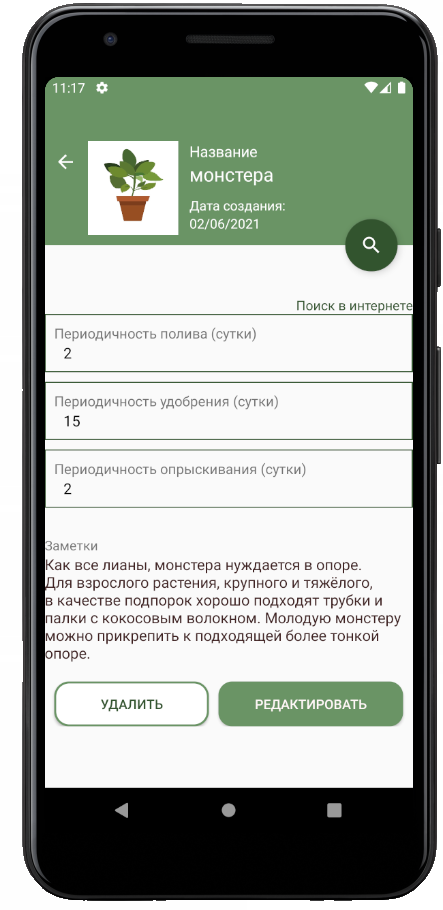 11:17
Название
монстера
Дата создания:
02/06/2021
Поиск в интернете
Периодичность полива (сутки)
2
Периодичность удобрения (сутки)
15
Периодичность опрыскивания (сутки)
2
Заметки
Как все лианы, монстера нуждается в опоре.
Для взрослого растения, крупного и тяжёлого,
в качестве подпорок хорошо подходят трубки и
палки с кокосовым волокном. Молодую монстеру
можно прикрепить к подходящей более тонкой
опоре.
УДАЛИТЬ
РЕДАКТИРОВАТЬ